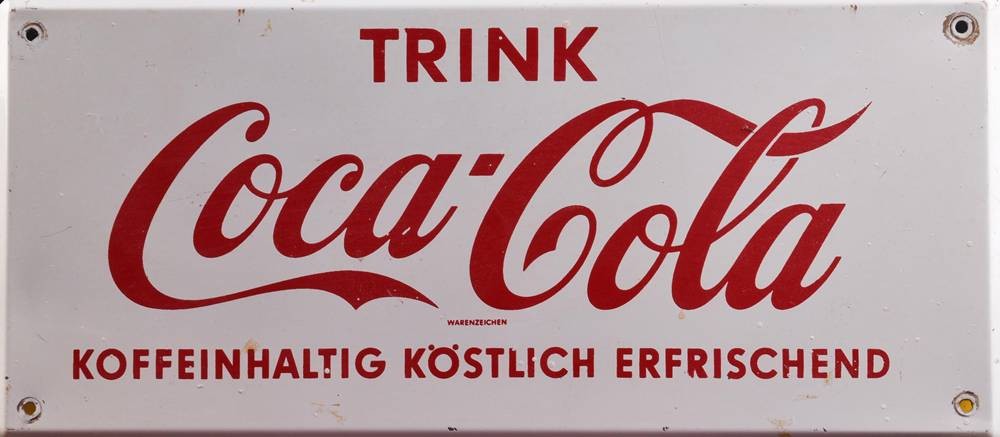 TRINK
Coca-Cola
WARENZEICHEN
KOFFEINHALTIG KÖSTLICH ERFRISCHEND